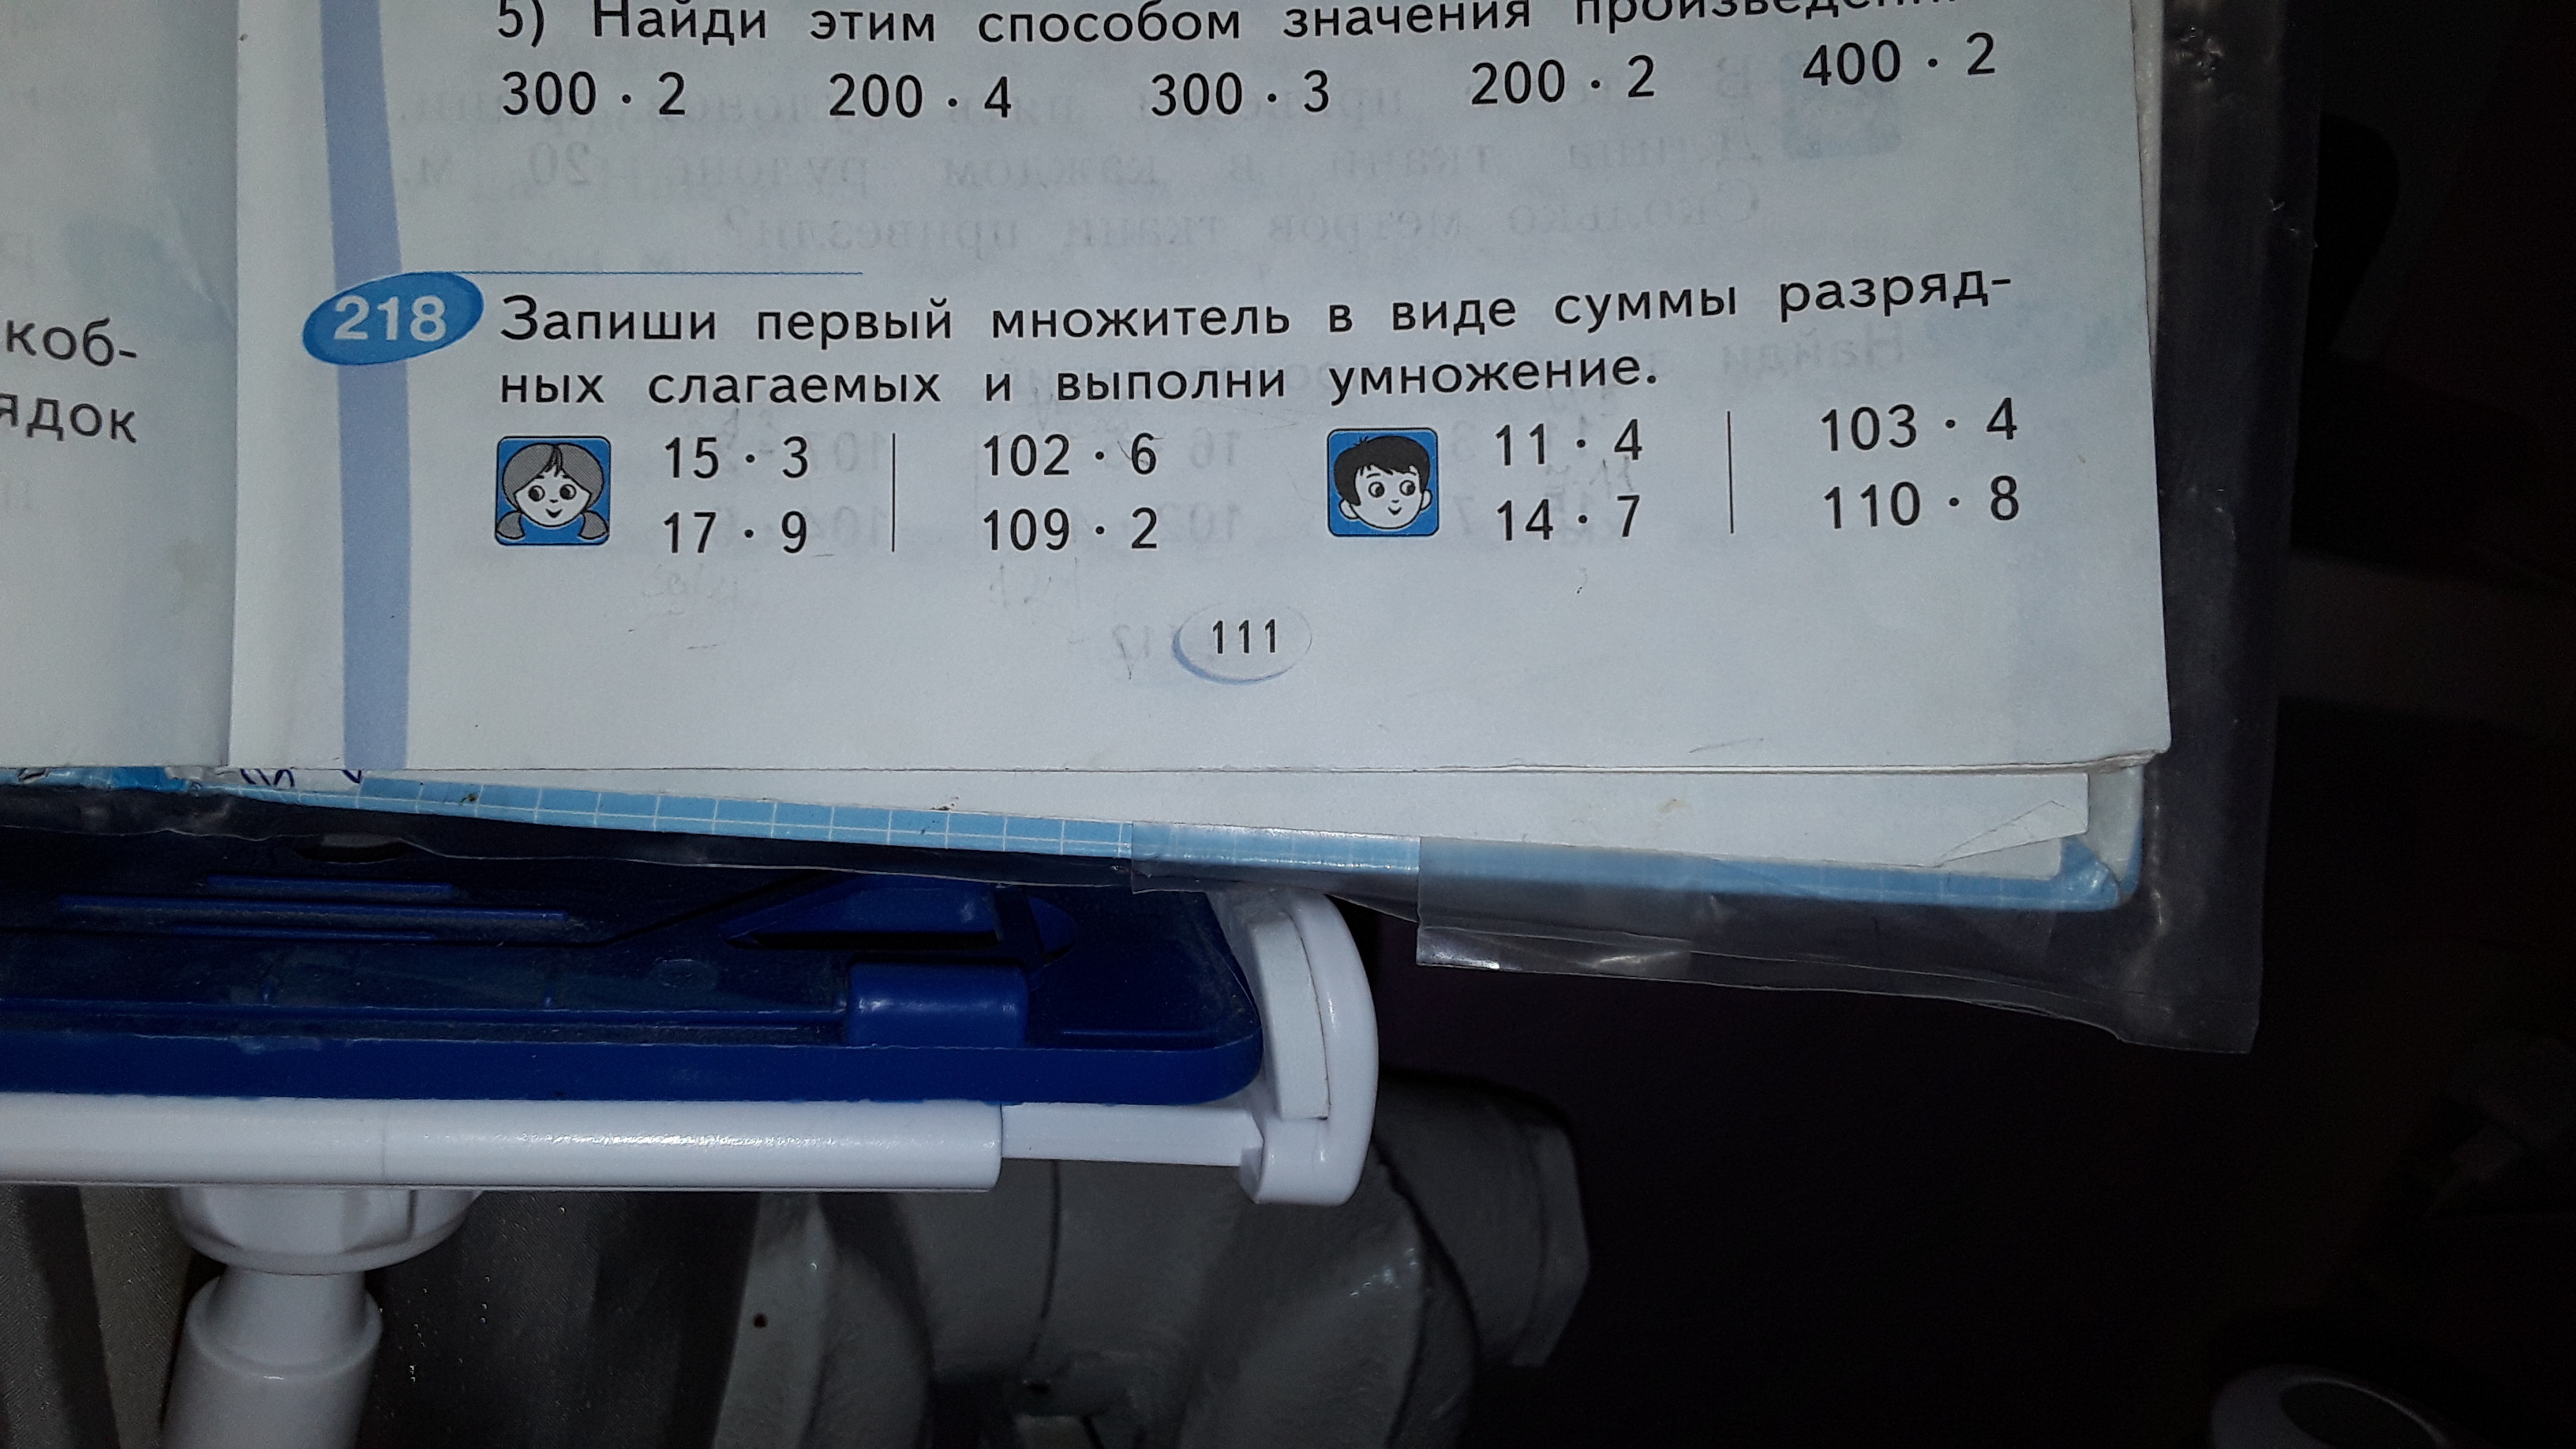 5) Найди этим способом значения
300 · 2 200 · 4 300 · 3 200 · 2 400 · 2
218 Запиши первый множитель в виде суммы разряд-
ных слагаемых и выполни умножение.
15 · 3 102 · 6 11 · 4 103 · 4
17 · 9 109 · 2 14 · 7 110 · 8
111
коб-
ядок